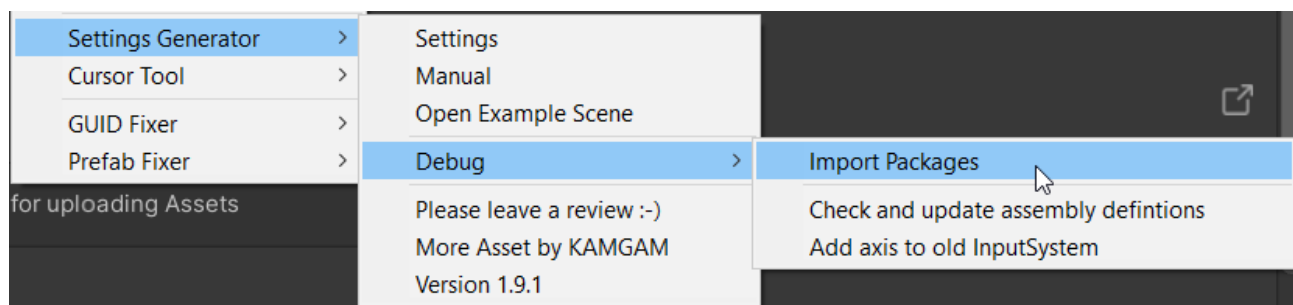 Settings Generator
Cursor Tool
GUID Fixer
Prefab Fixer
for uploading Assets
Settings
Manual
Open Example Scene
Debug
Please leave a review :-)
More Asset by KAMGAM
Version 1.9.1
Import Packages
Check and update assembly defintions
Add axis to old InputSystem